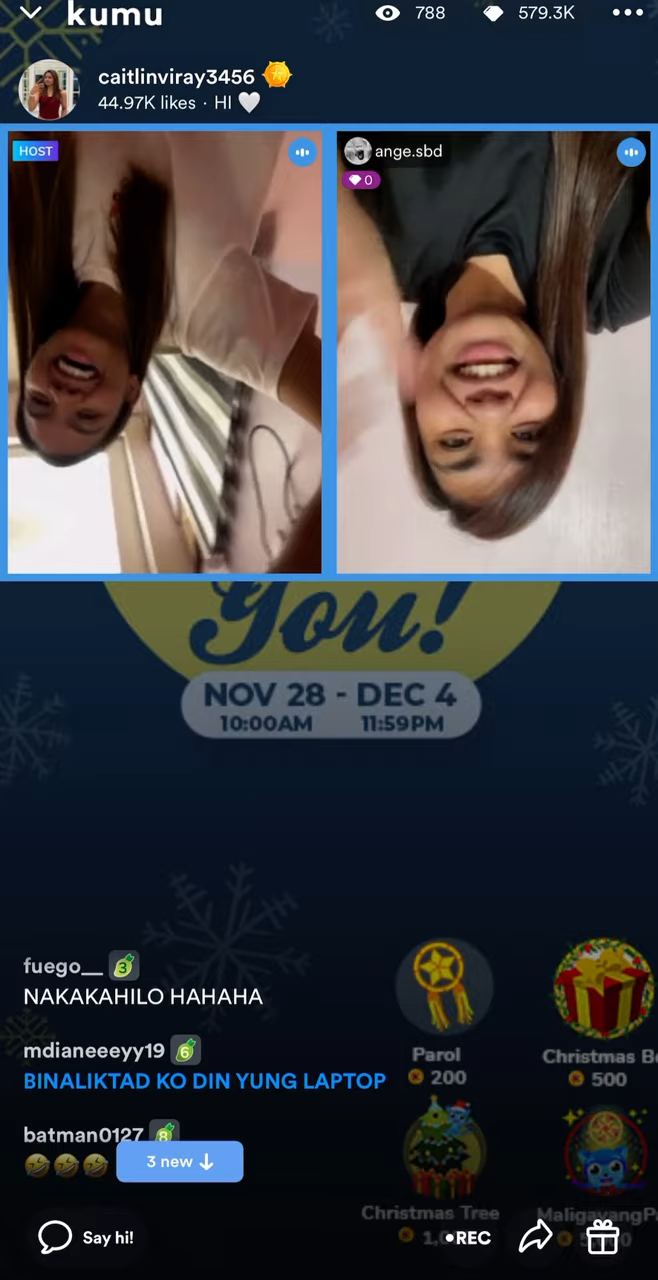 kumu
788
579.3K
caitlinviray3456
44.97K likes · HI 🤍
HOST
ange.sbd
0
You!
NOV 28 - DEC 4
10:00AM 11:59PM
fuego__ 3
NAKAKAHILO HAHAHA
mdianeeeyy19 6
BINALIKTAD KO DIN YUNG LAPTOP
batman0127 8
🤣🤣🤣
3 new ↓
Parol
200
Christmas B
500
Christmas Tree
MaligayangP
Say hi!
•REC